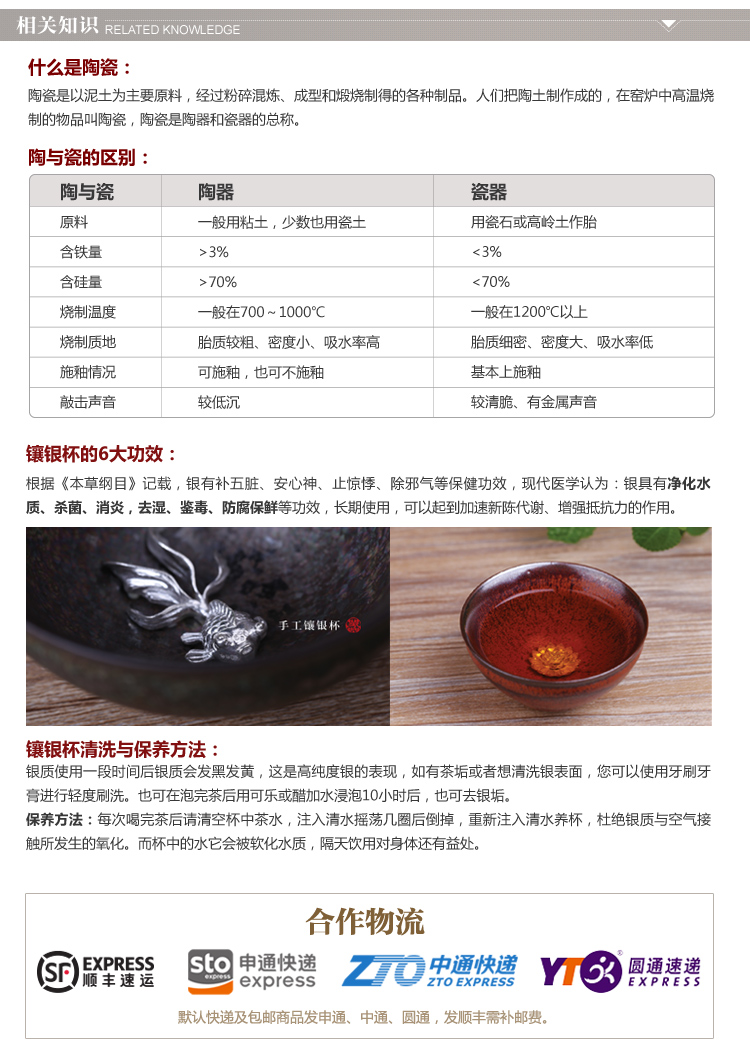 相关知识 RELATED KNOWLEDGE
什么是陶瓷：
陶瓷是以泥土为主要原料，经过粉碎混炼、成型和煅烧制得的各种制品。人们把陶土制作成的，在窑炉中高温烧
制的物品叫陶瓷，陶瓷是陶器和瓷器的总称。
陶与瓷的区别：
陶与瓷 陶器 瓷器
原料 一般用粘土，少数也用瓷土 用瓷石或高岭土作胎
含铁量 >3% <3%
含硅量 >70% <70%
烧制温度 一般在700～1000℃ 一般在1200℃以上
烧制质地 胎质较粗、密度小、吸水率高 胎质细密、密度大、吸水率低
施釉情况 可施釉，也可不施釉 基本上施釉
敲击声音 较低沉 较清脆、有金属声音
镶银杯的6大功效：
根据《本草纲目》记载，银有补五脏、安心神、止惊悸、除邪气等保健功效，现代医学认为：银具有净化水
质、杀菌、消炎，去湿、鉴毒、防腐保鲜等功效，长期使用，可以起到加速新陈代谢、增强抵抗力的作用。
手工镶银杯
镶银杯清洗与保养方法：
银质使用一段时间后银质会发黑发黄，这是高纯度银的表现，如有茶垢或者想清洗银表面，您可以使用牙刷牙
膏进行轻度刷洗。也可在泡完茶后用可乐或醋加水浸泡10小时后，也可去银垢。
保养方法：每次喝完茶后请清空杯中茶水，注入清水摇荡几圈后倒掉，重新注入清水养杯，杜绝银质与空气接
触所发生的氧化。而杯中的水它会被软化水质，隔天饮用对身体还有益处。
合作物流
SF EXPRESS 顺丰速运
sto express 申通快递 express
ZTO 中通快递 ZTO EXPRESS
YTO 圆通速递 EXPRESS
默认快递及包邮商品发申通、中通、圆通，发顺丰需补邮费。